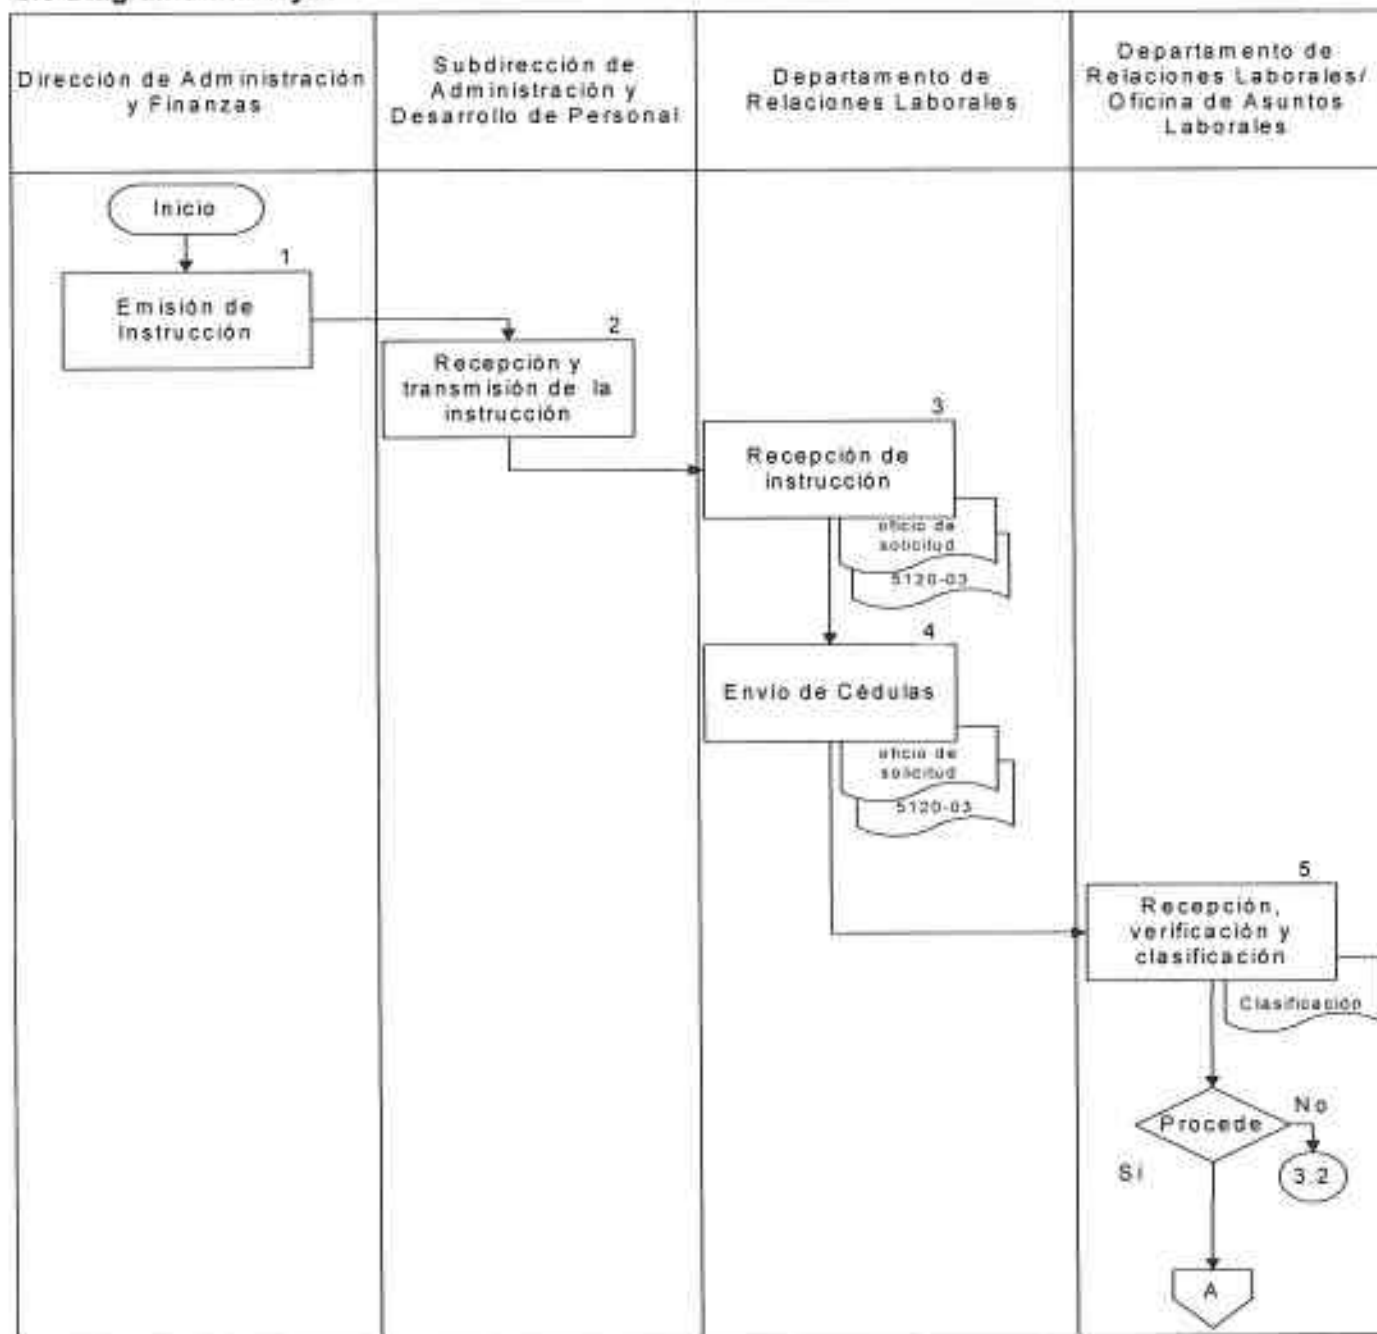 Dirección de Administración
y Finanzas
Subdirección de
Administración y
Desarrollo de Personal
Departamento de
Relaciones Laborales
Departamento de
Relaciones Laborales/
Oficina de Asuntos
Laborales
Inicio
1
Emisión de
Instrucción
2
Recepción y
transmisión de la
instrucción
3
Recepción de
instrucción
oficio de
solicitud
5120-03
4
Envío de Cédulas
oficio de
solicitud
5120-03
5
Recepción,
verificación y
clasificación
Clasificación
Procede
No
Sí
3.2
A